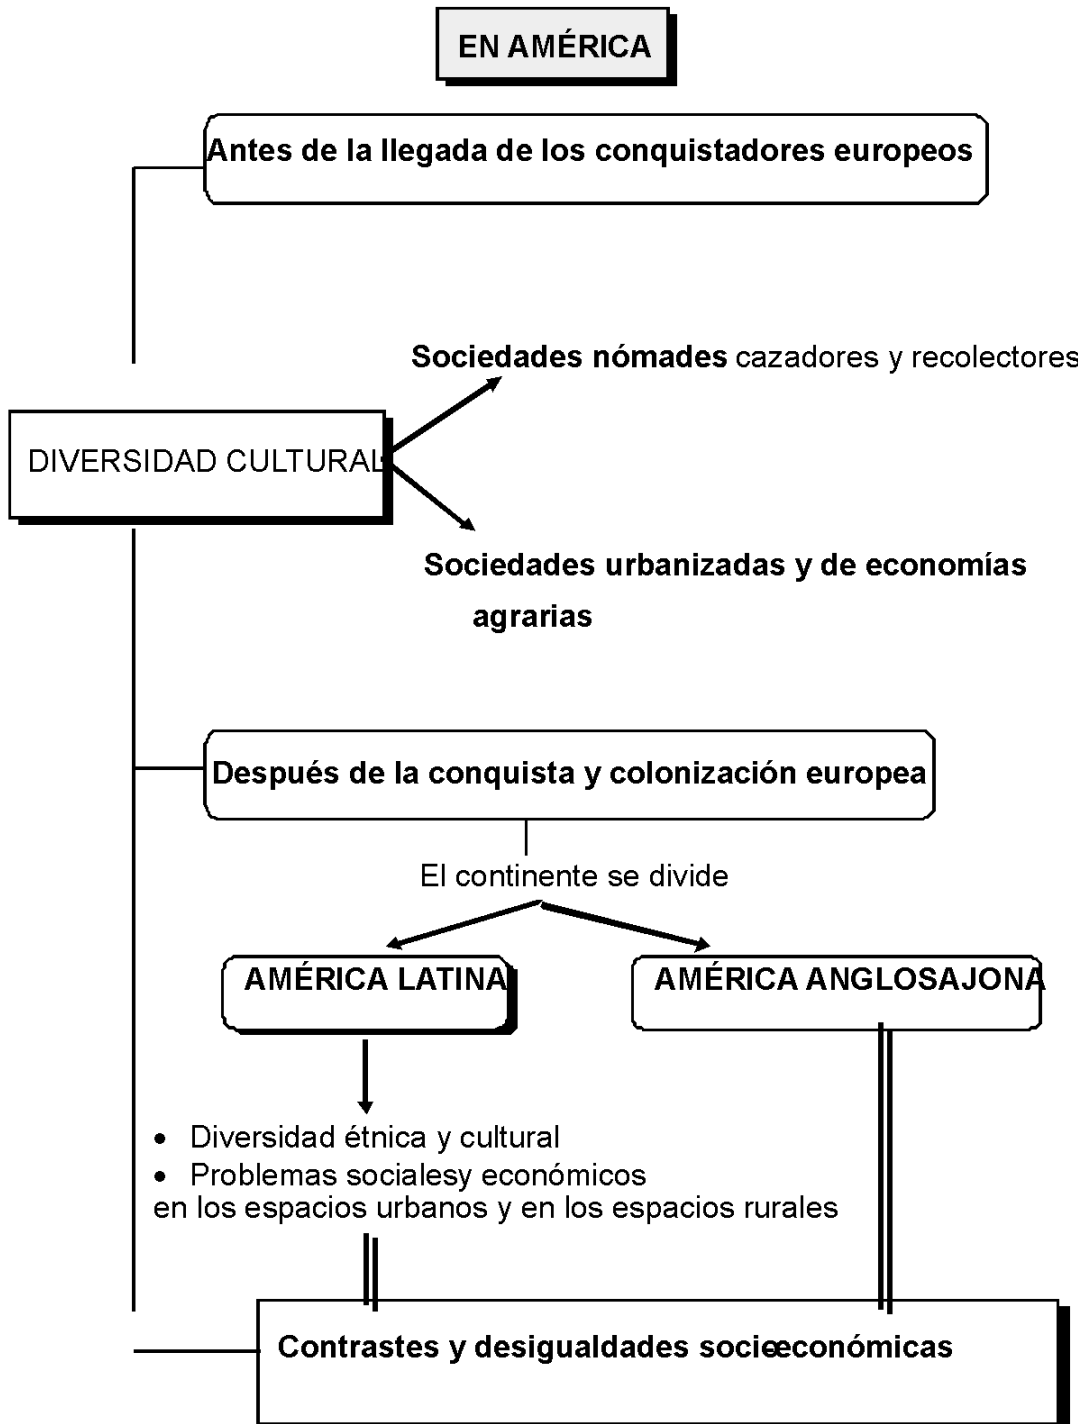 EN AMÉRICA
Antes de la llegada de los conquistadores europeos
Sociedades nómades cazadores y recolectores
DIVERSIDAD CULTURAL
Sociedades urbanizadas y de economías
agrarias
Después de la conquista y colonización europea
El continente se divide
AMÉRICA LATINA
AMÉRICA ANGLOSAJONA
• Diversidad étnica y cultural
• Problemas socialesy económicos
en los espacios urbanos y en los espacios rurales
Contrastes y desigualdades socio-económicas